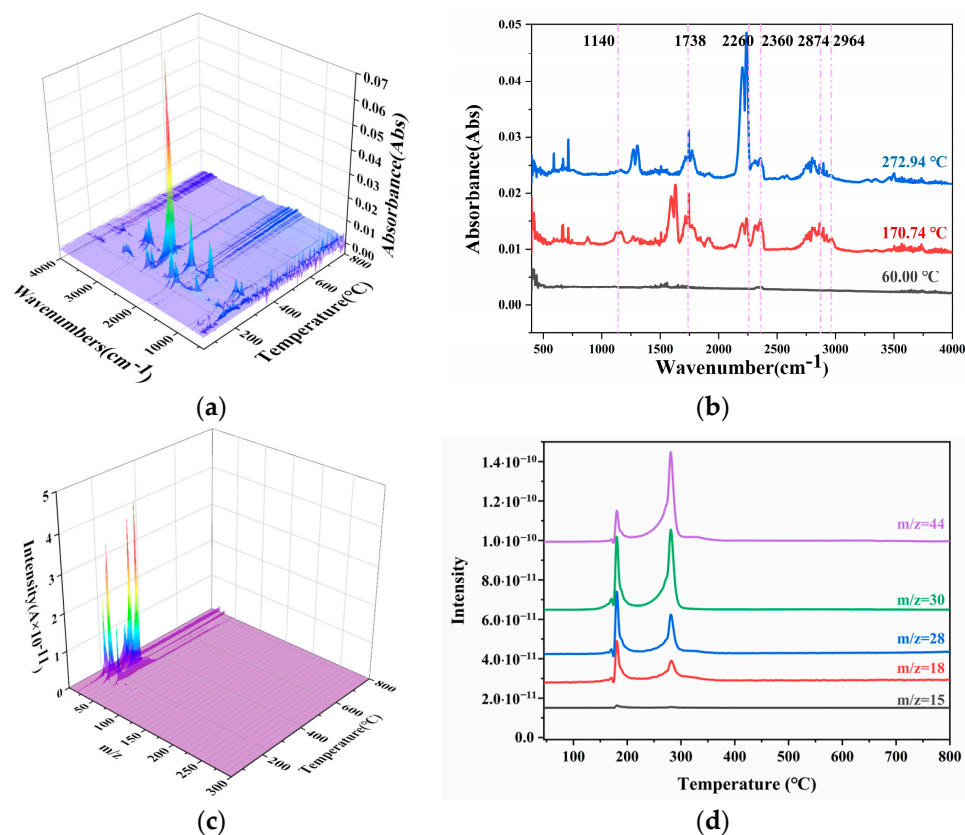 0.07
0.06
0.05
0.04
0.03
0.02
0.01
0.00
Absorbance(Abs)
4000
3000
2000
1000
Wavenumbers(cm⁻¹)
200
400
600
800
Temperature(℃)
(a)
0.05
0.04
0.03
0.02
0.01
0.00
Absorbance(Abs)
1140 1738 2260 2360 2874 2964
272.94 ℃
170.74 ℃
60.00 ℃
500 1000 1500 2000 2500 3000 3500 4000
Wavenumber(cm⁻¹)
(b)
5
4
3
2
1
0
Intensity(A×10⁻¹¹)
50
100
150
200
250
300
m/z
200
400
600
800
Temperature(℃)
(c)
1.4·10⁻¹⁰
1.2·10⁻¹⁰
1.0·10⁻¹⁰
8.0·10⁻¹¹
6.0·10⁻¹¹
4.0·10⁻¹¹
2.0·10⁻¹¹
0.0
Intensity
m/z=44
m/z=30
m/z=28
m/z=18
m/z=15
100 200 300 400 500 600 700 800
Temperature (℃)
(d)